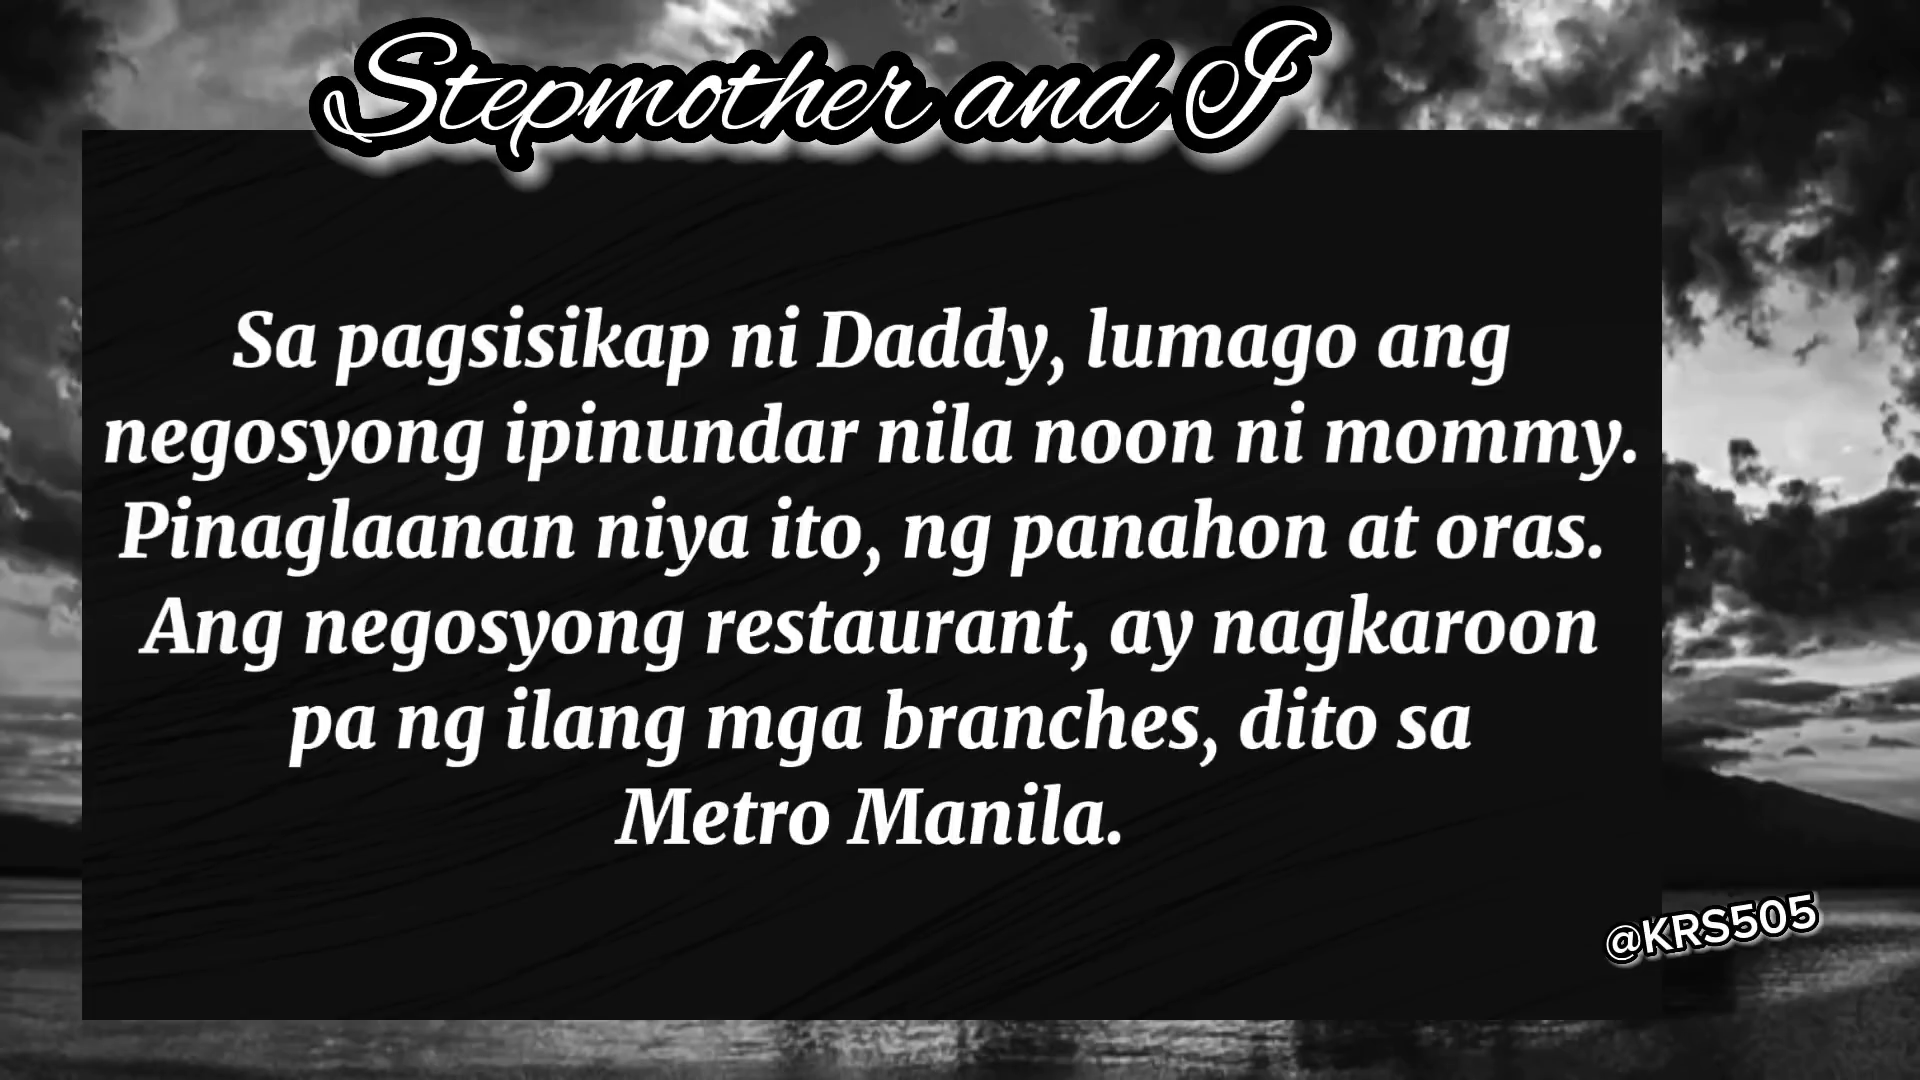 Stepmother and I
Sa pagsisikap ni Daddy, lumago ang
negosyong ipinundar nila noon ni mommy.
Pinaglaanan niya ito, ng panahon at oras.
Ang negosyong restaurant, ay nagkaroon
pa ng ilang mga branches, dito sa
Metro Manila.
@KRS505